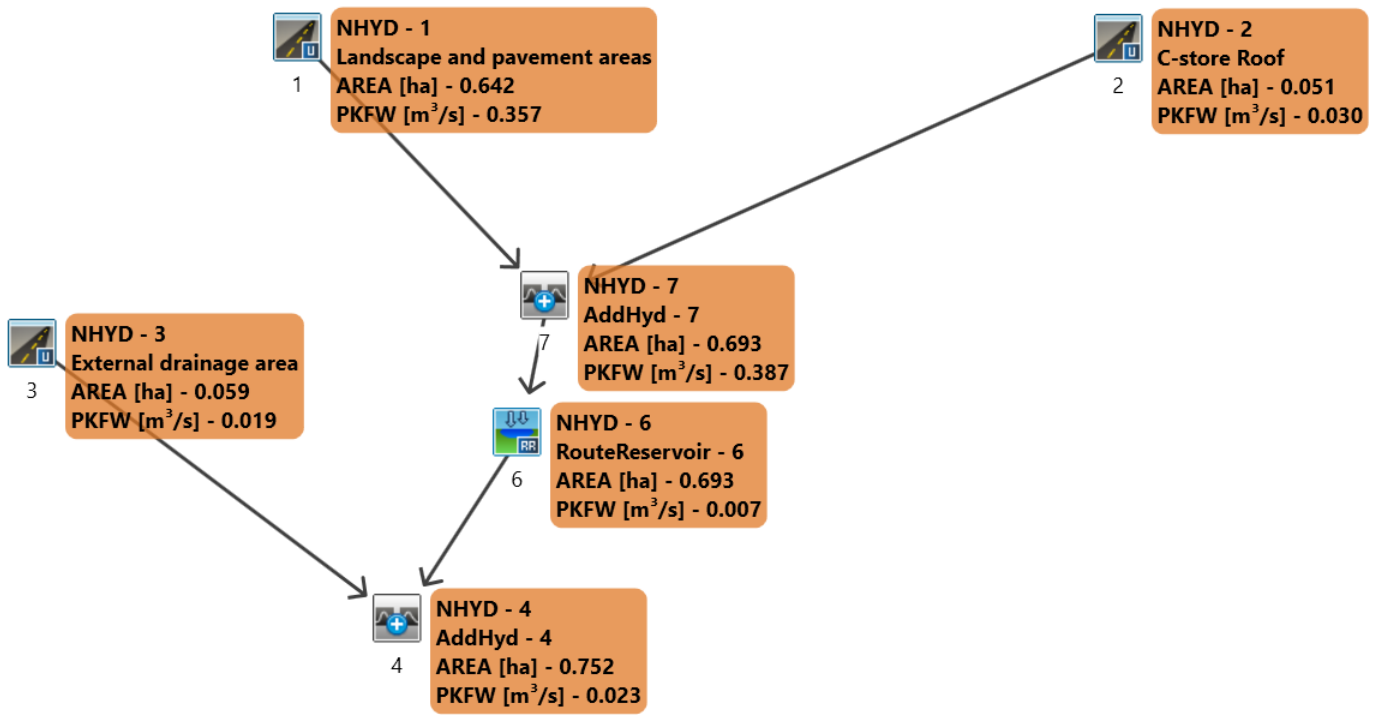 NHYD - 1
Landscape and pavement areas
AREA [ha] - 0.642
PKFW [m³/s] - 0.357
U
1
NHYD - 2
C-store Roof
AREA [ha] - 0.051
PKFW [m³/s] - 0.030
U
2
NHYD - 7
AddHyd - 7
AREA [ha] - 0.693
PKFW [m³/s] - 0.387
7
NHYD - 3
External drainage area
AREA [ha] - 0.059
PKFW [m³/s] - 0.019
U
3
NHYD - 6
RouteReservoir - 6
AREA [ha] - 0.693
PKFW [m³/s] - 0.007
RR
6
NHYD - 4
AddHyd - 4
AREA [ha] - 0.752
PKFW [m³/s] - 0.023
4